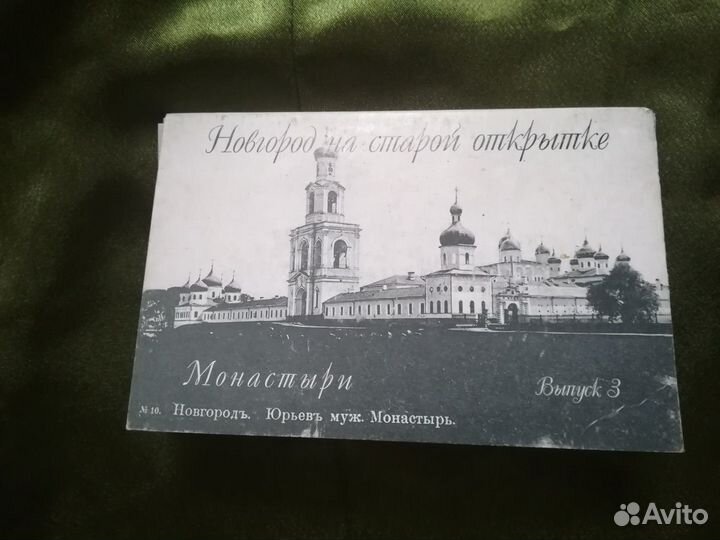 Новгород на старой открытке
Монастыри
Выпуск 3
№ 10. Новгородъ. Юрьевъ муж. Монастырь.
Avito